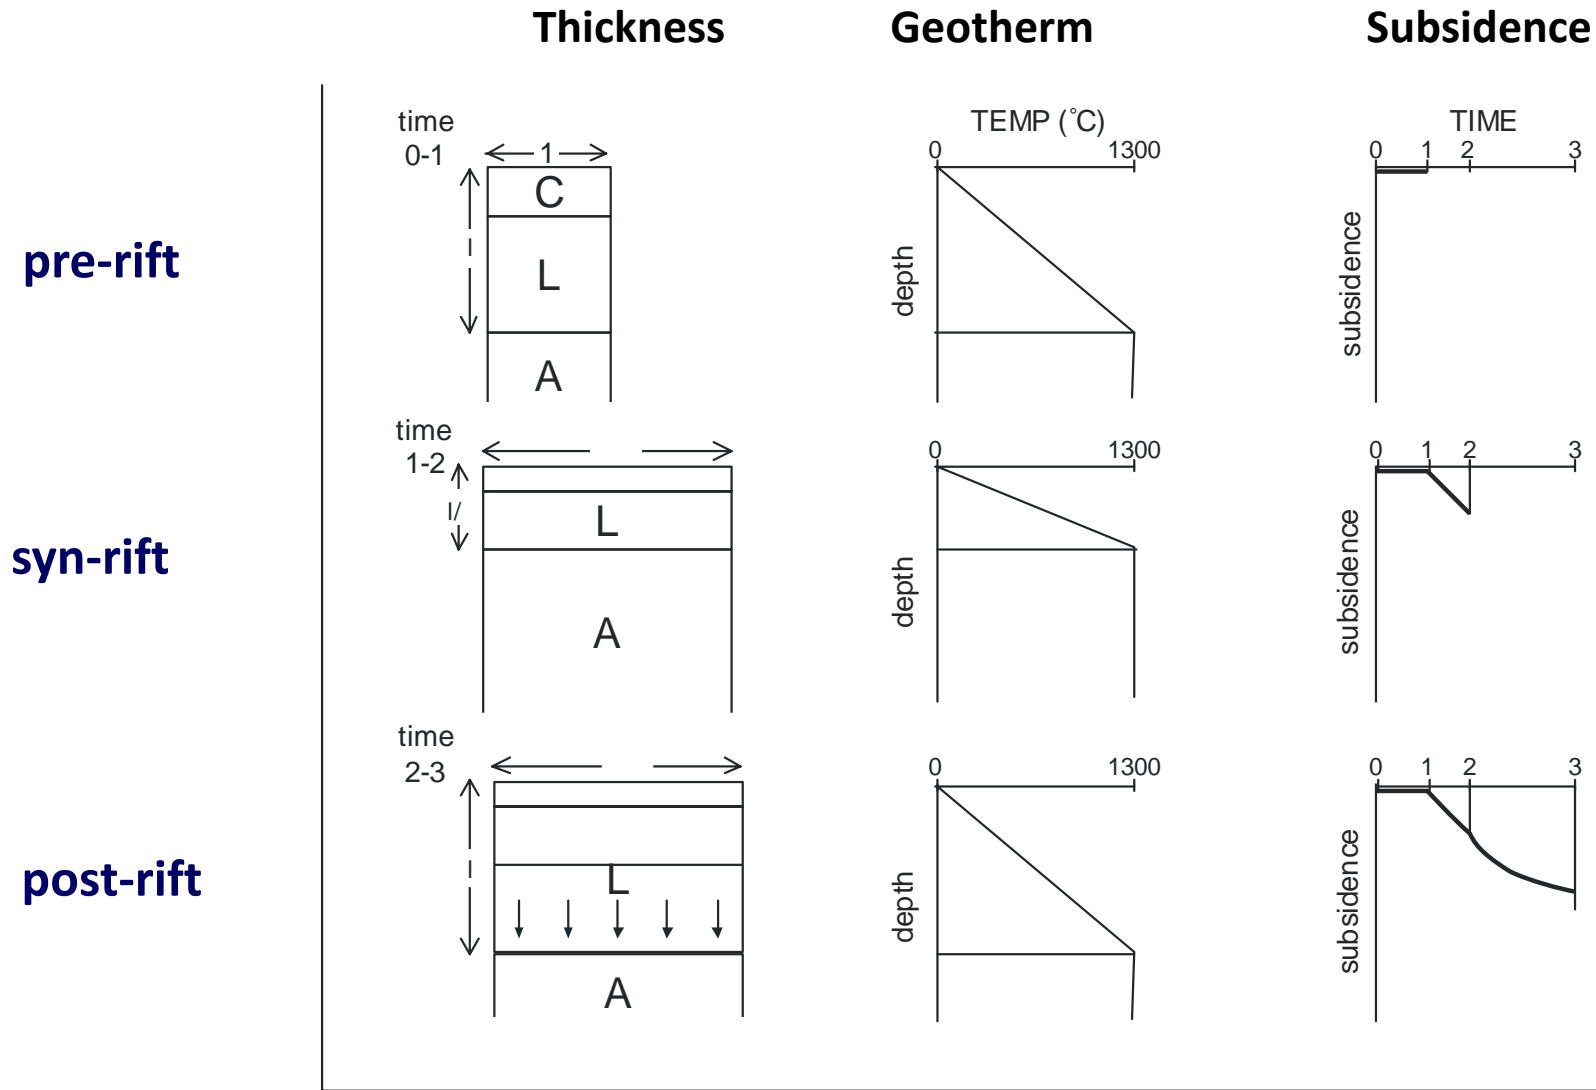 Thickness Geotherm Subsidence
pre-rift
time
0-1
1
l
C
L
A
TEMP (°C)
0 1300
depth
TIME
0 1 2 3
subsidence
syn-rift
time
1-2
l/
L
A
0 1300
depth
0 1 2 3
subsidence
post-rift
time
2-3
l
L
A
0 1300
depth
0 1 2 3
subsidence